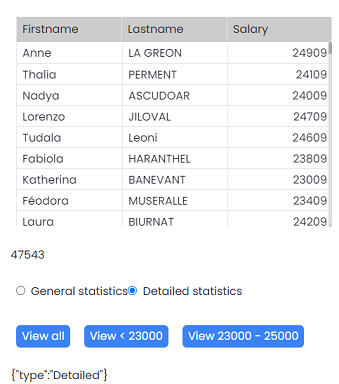 Firstname Lastname Salary
Anne LA GREON 24909
Thalia PERMENT 24109
Nadya ASCUDOAR 24009
Lorenzo JILOVAL 24709
Tudala Leoni 24609
Fabiola HARANTHEL 23809
Katherina BANEVANT 23009
Féodora MUSERALLE 23409
Laura BIURNAT 24209
47543
General statistics Detailed statistics
View all View < 23000 View 23000 - 25000
{"type":"Detailed"}